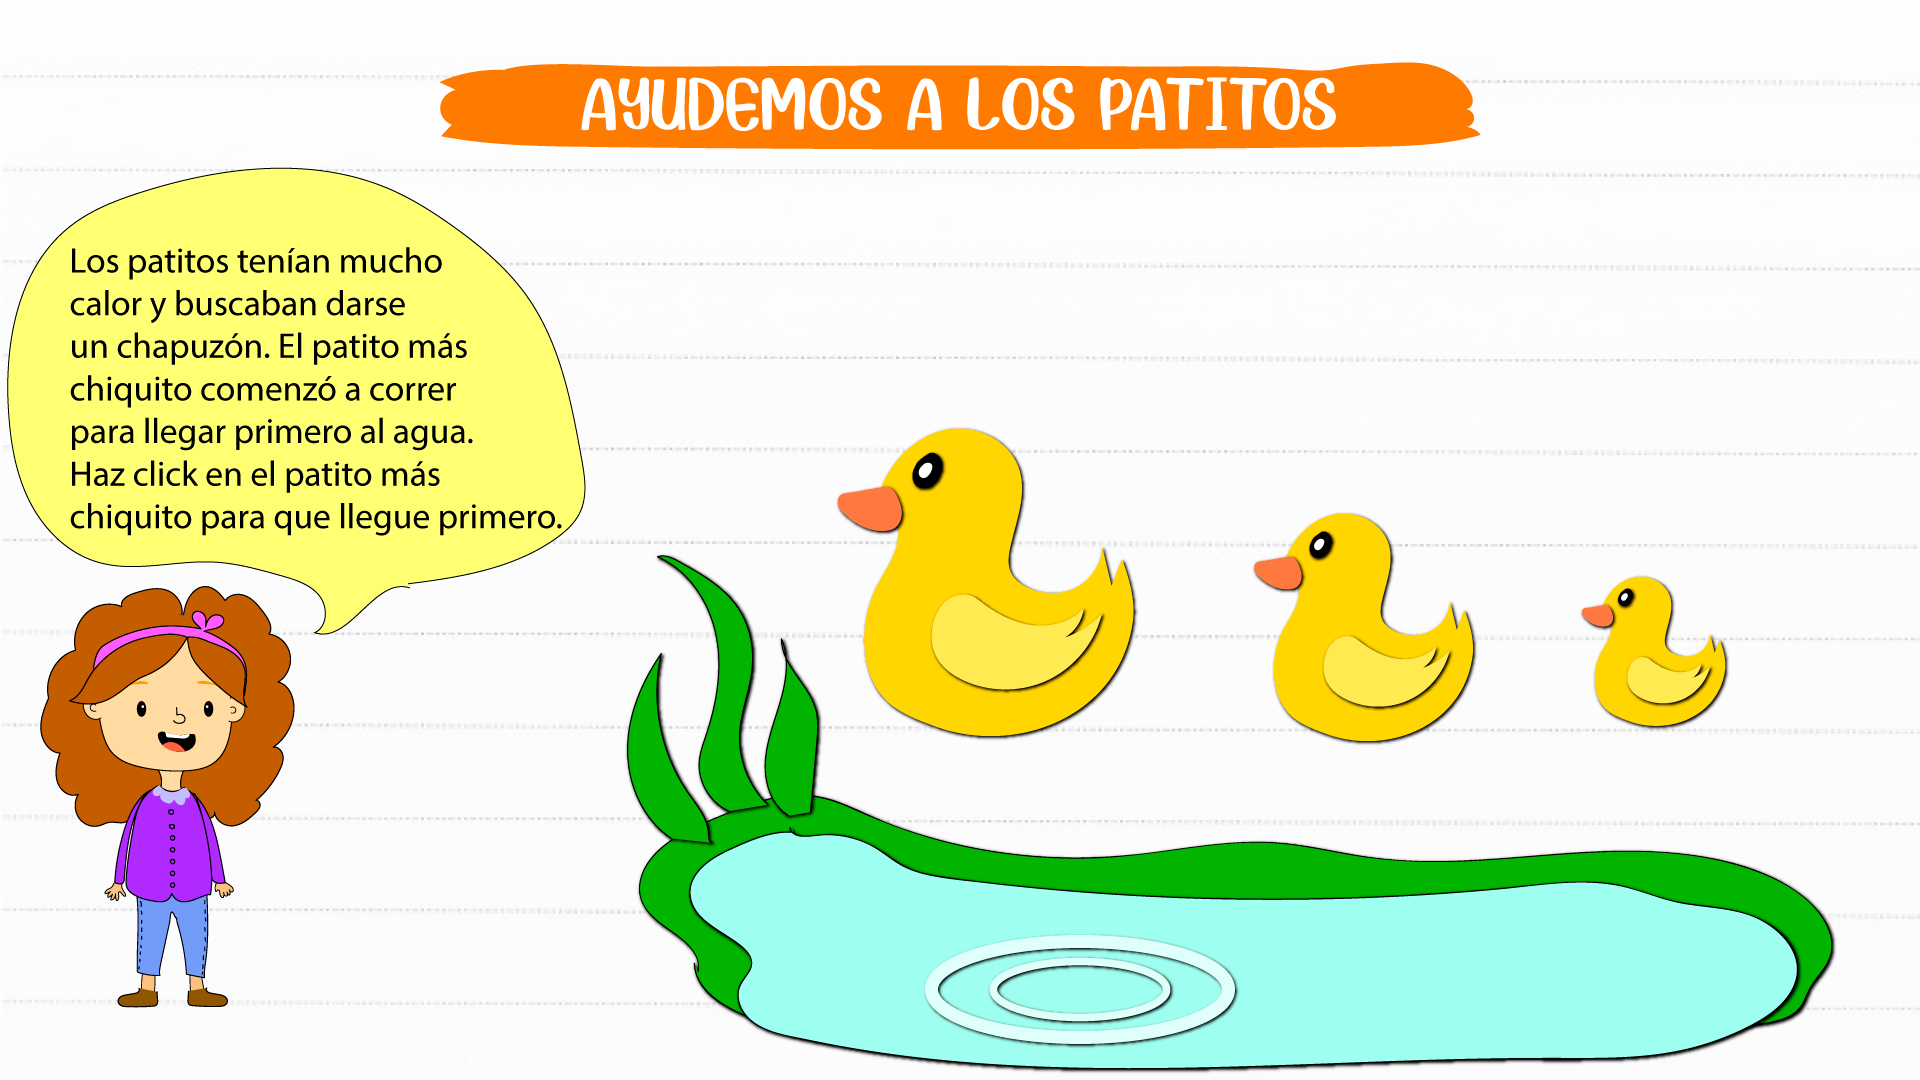 AYUDEMOS A LOS PATITOS
Los patitos tenían mucho
calor y buscaban darse
un chapuzón. El patito más
chiquito comenzó a correr
para llegar primero al agua.
Haz click en el patito más
chiquito para que llegue primero.